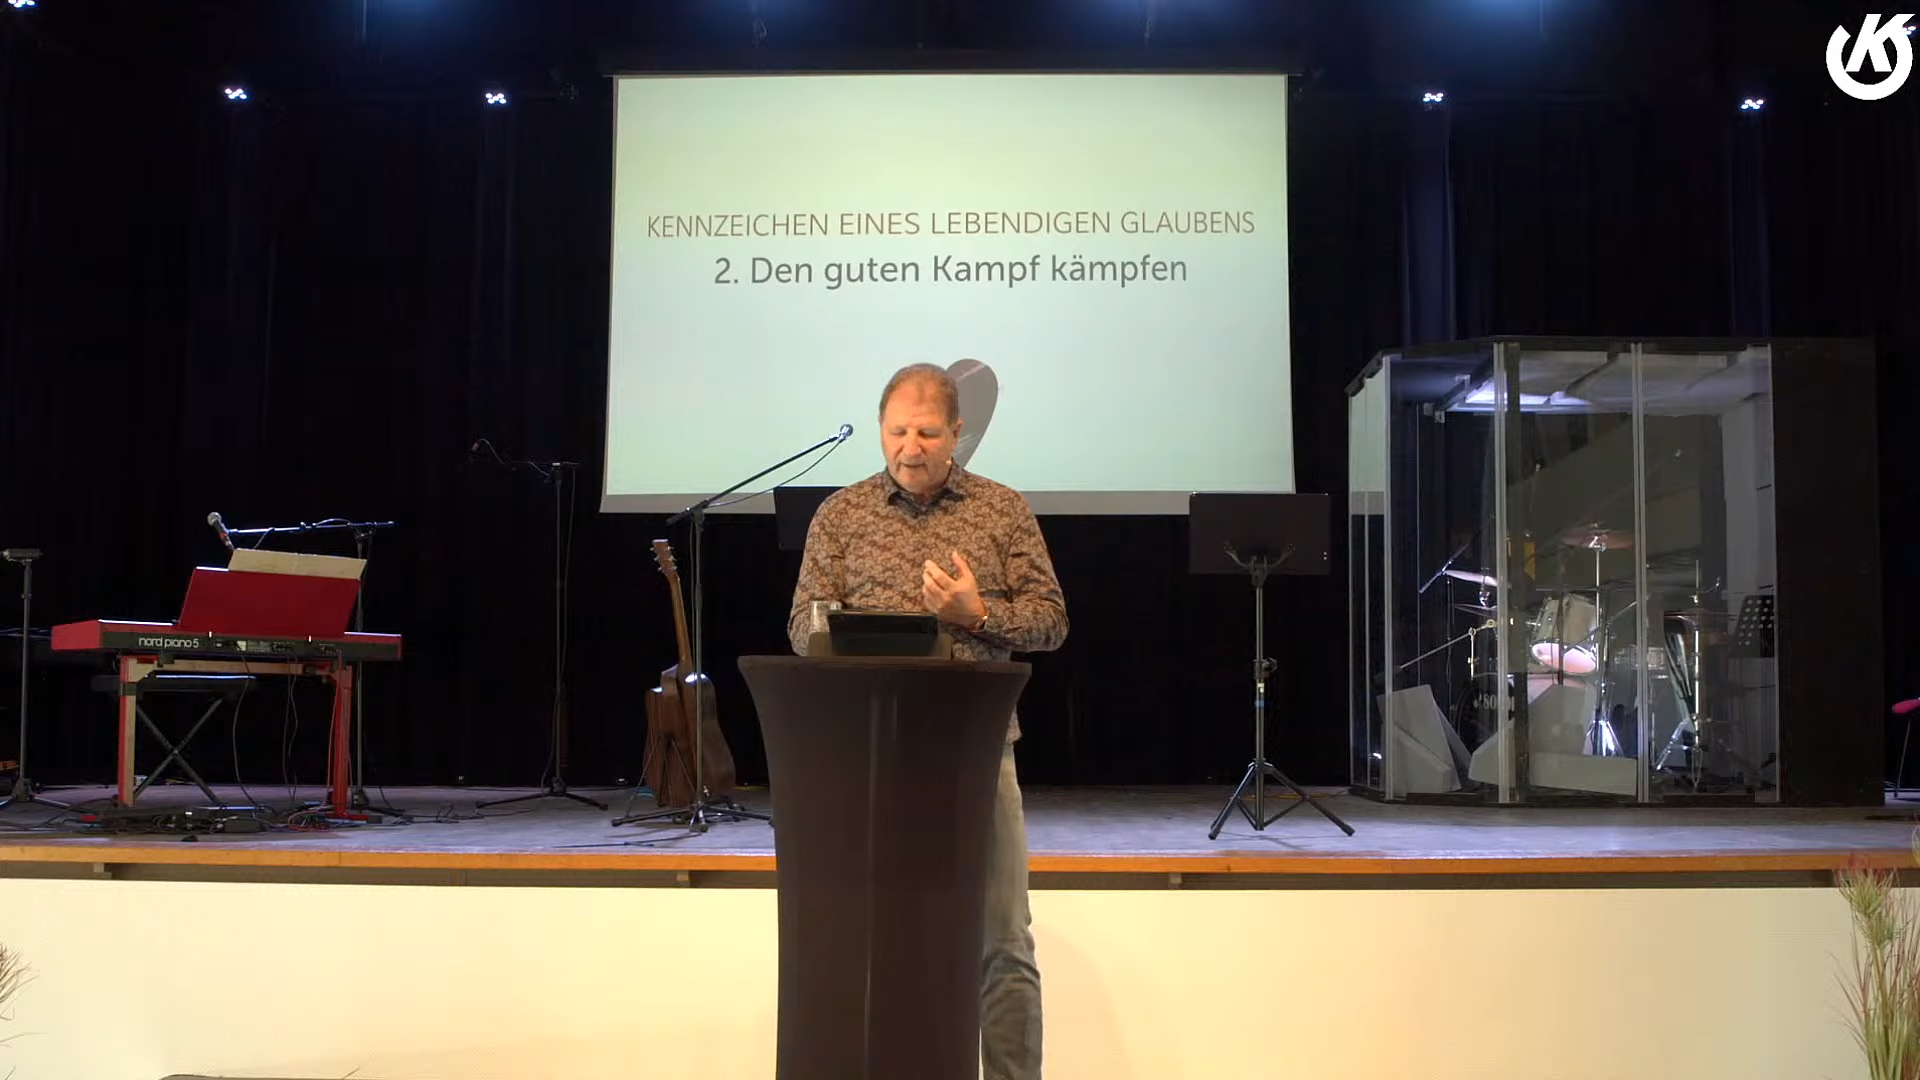 KENNZEICHEN EINES LEBENDIGEN GLAUBENS
2. Den guten Kampf kämpfen
nord piano 5